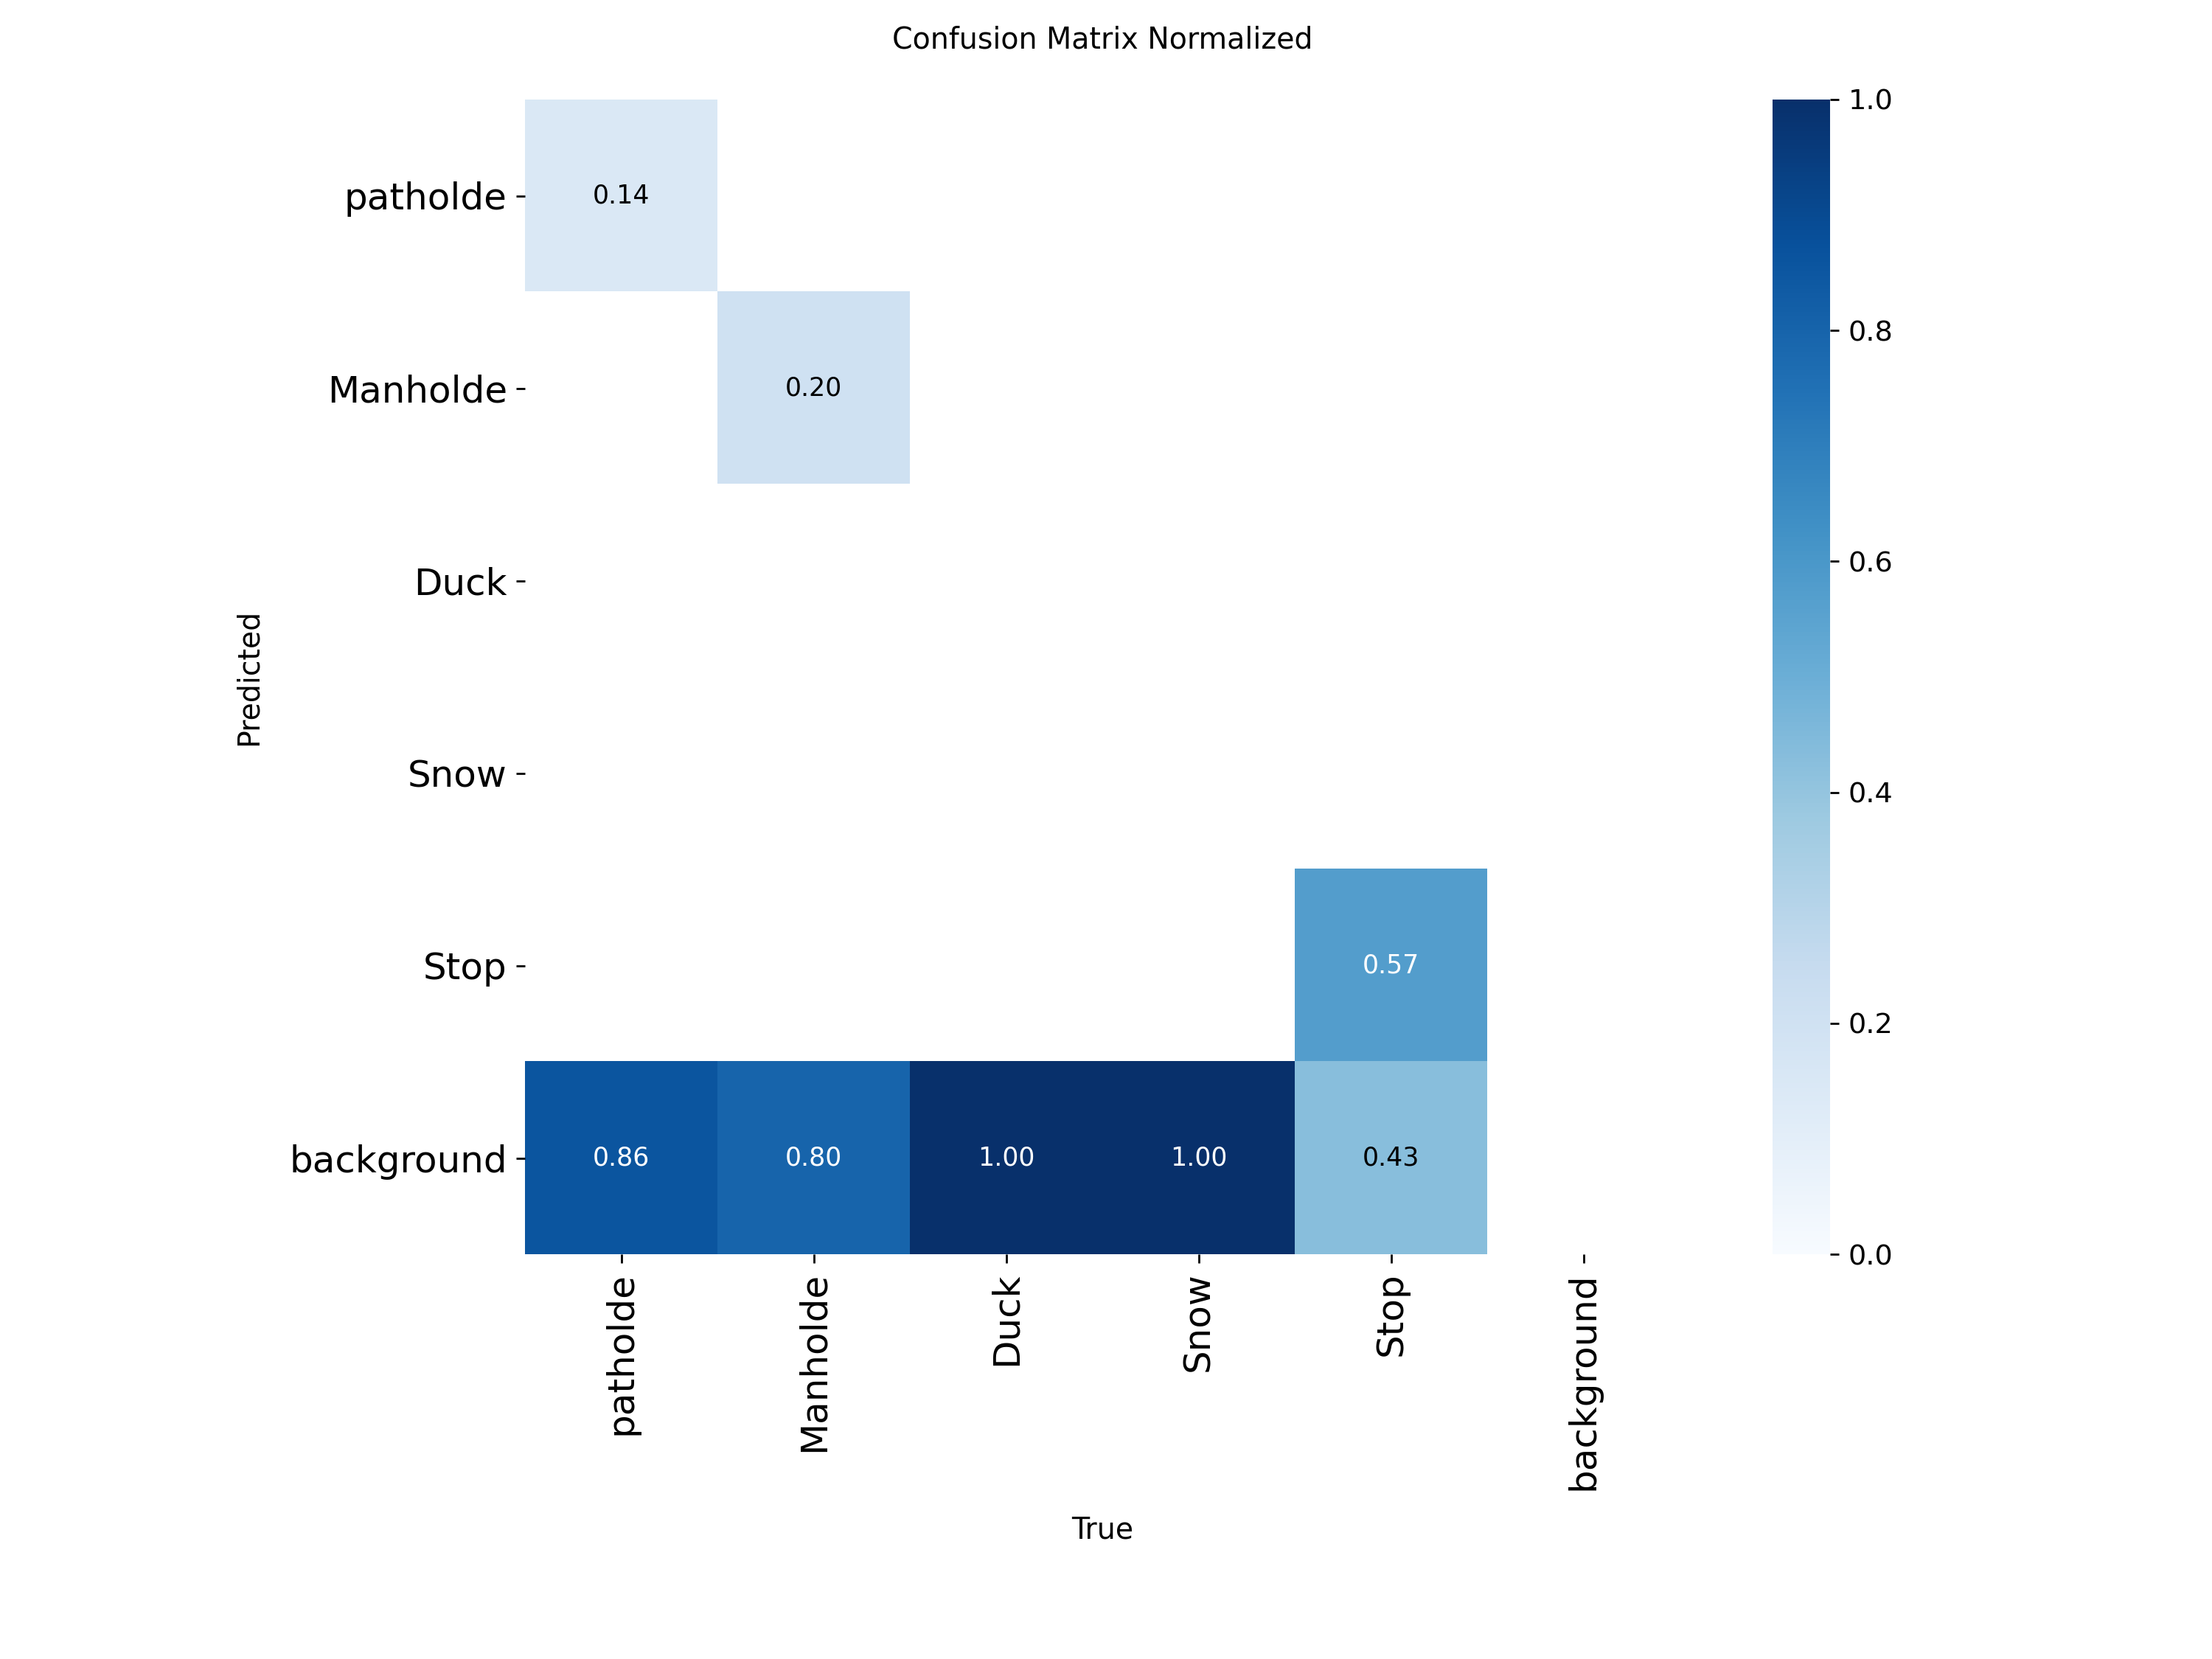 Confusion Matrix Normalized
patholde
0.14
Manholde
0.20
Duck
Snow
Stop
0.57
background
0.86 0.80 1.00 1.00 0.43
patholde
Manholde
Duck
Snow
Stop
background
Predicted
True
1.0
0.8
0.6
0.4
0.2
0.0